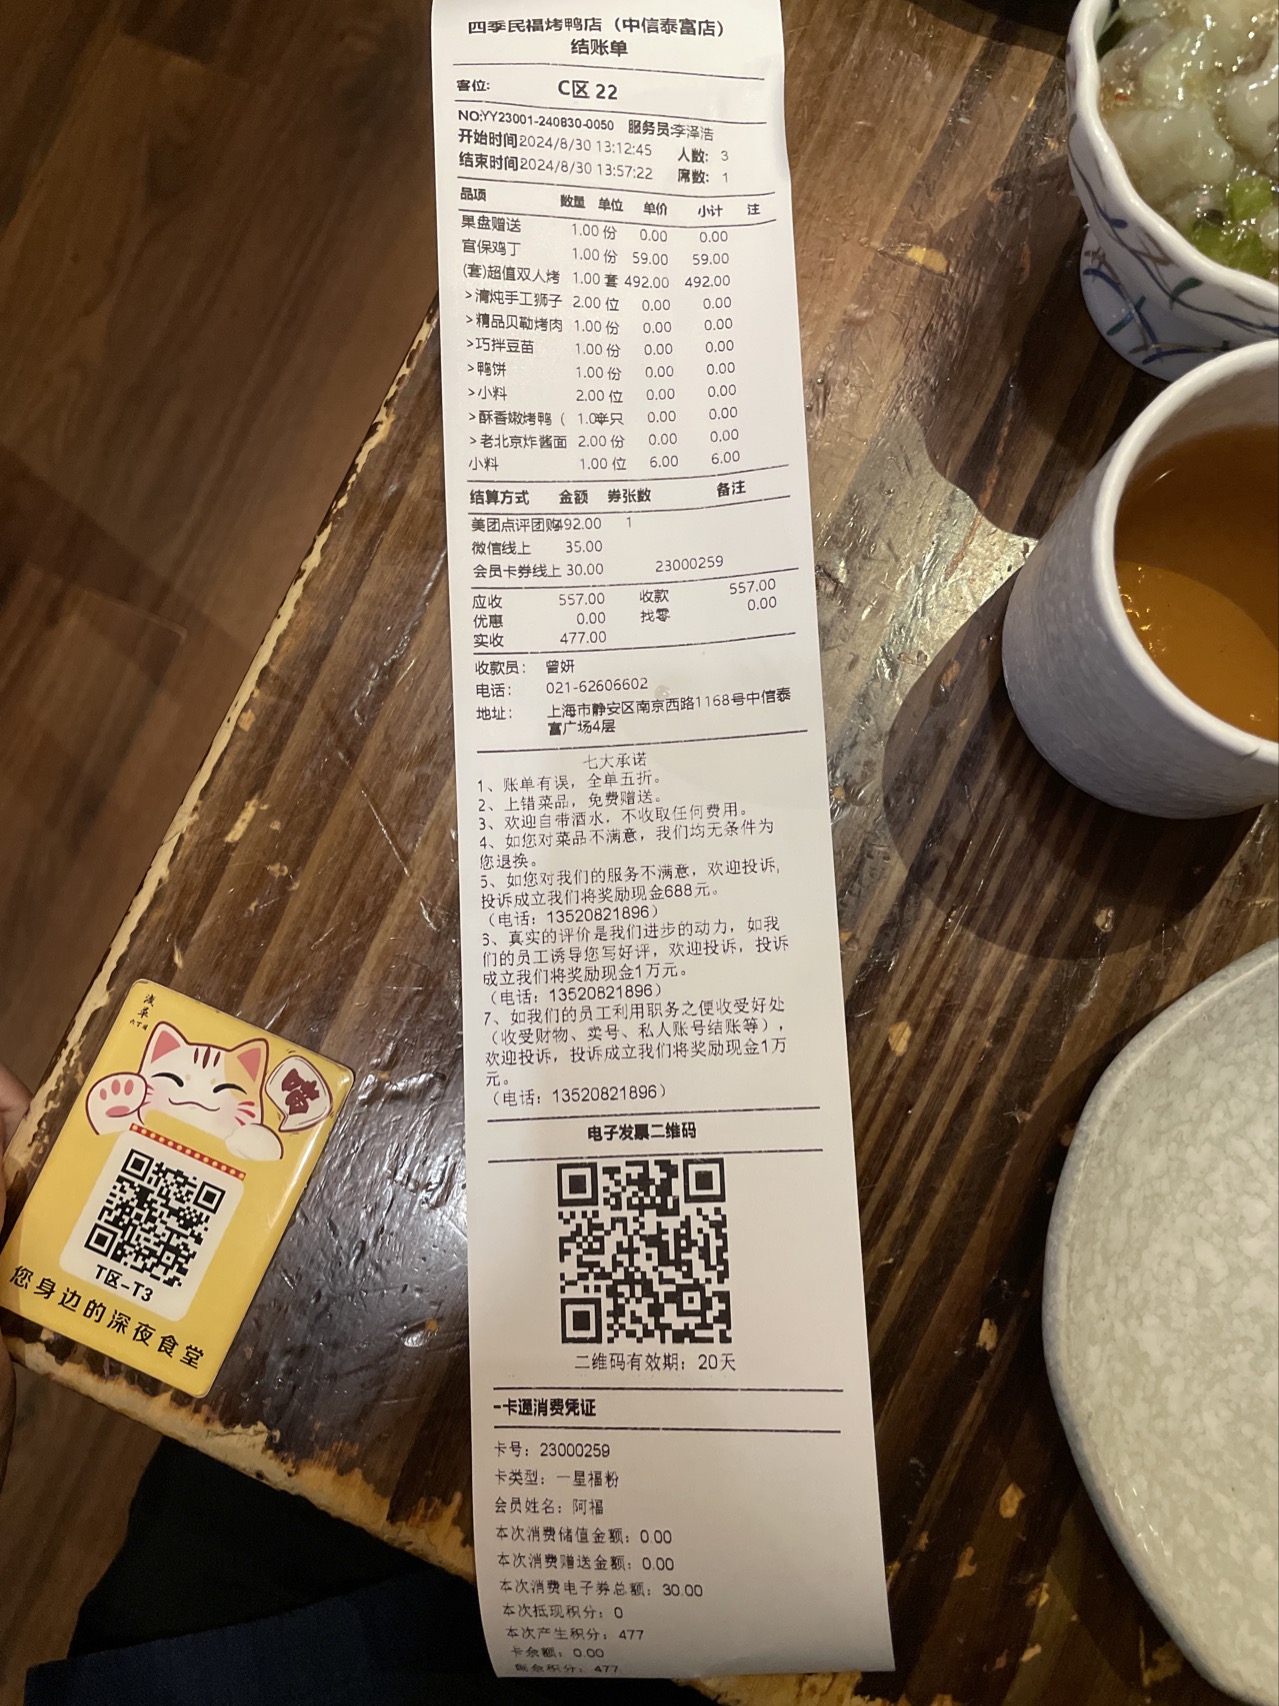 四季民福烤鸭店（中信泰富店）
结账单
客位： C区 22
NO:YY23001-240830-0050 服务员:李泽浩
开始时间2024/8/30 13:12:45 人数： 3
结束时间2024/8/30 13:57:22 席数： 1
品项 数量 单位 单价 小计 注
果盘赠送 1.00 份 0.00 0.00
宫保鸡丁 1.00 份 59.00 59.00
(套)超值双人烤 1.00 套 492.00 492.00
>清炖手工狮子 2.00 位 0.00 0.00
>精品贝勒烤肉 1.00 份 0.00 0.00
>巧拌豆苗 1.00 份 0.00 0.00
>鸭饼 1.00 份 0.00 0.00
>小料 2.00 位 0.00 0.00
>酥香嫩烤鸭（ 1.0半只 0.00 0.00
>老北京炸酱面 2.00 份 0.00 0.00
小料 1.00 位 6.00 6.00
结算方式 金额 券张数 备注
美团点评团购492.00 1
微信线上 35.00
会员卡券线上 30.00 23000259
应收 557.00 收款 557.00
优惠 0.00 找零 0.00
实收 477.00
收款员： 曾妍
电话： 021-62606602
地址： 上海市静安区南京西路1168号中信泰
富广场4层
七大承诺
1、账单有误，全单五折。
2、上错菜品，免费赠送。
3、欢迎自带酒水，不收取任何费用。
4、如您对菜品不满意，我们均无条件为
您退换。
5、如您对我们的服务不满意，欢迎投诉，
投诉成立我们将奖励现金688元。
（电话：13520821896）
6、真实的评价是我们进步的动力，如我
们的员工诱导您写好评，欢迎投诉，投诉
成立我们将奖励现金1万元。
（电话：13520821896）
7、如我们的员工利用职务之便收受好处
（收受财物、卖号、私人账号结账等），
欢迎投诉，投诉成立我们将奖励现金1万
元。
（电话：13520821896）
电子发票二维码
二维码有效期：20天
一卡通消费凭证
卡号：23000259
卡类型：一星福粉
会员姓名：阿福
本次消费储值金额：0.00
本次消费赠送金额：0.00
本次消费电子券总额：30.00
本次抵现积分：0
本次产生积分：477
卡余额：0.00
剩余积分：477
浅草
六丁目
T区-T3
您身边的深夜食堂